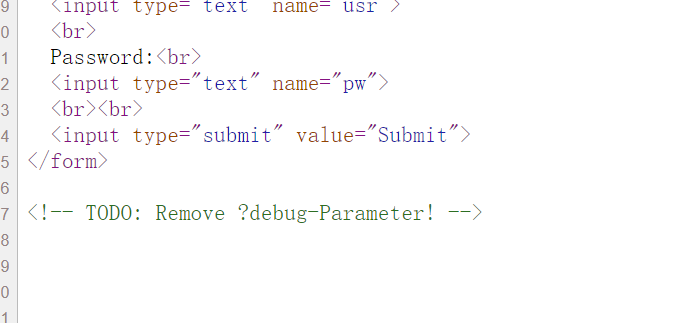 9 <input type="text" name="usr">
0 <br>
1 Password:<br>
2 <input type="text" name="pw">
3 <br><br>
4 <input type="submit" value="Submit">
5 </form>
6
7 <!-- TODO: Remove ?debug-Parameter! -->
8
9
0
1